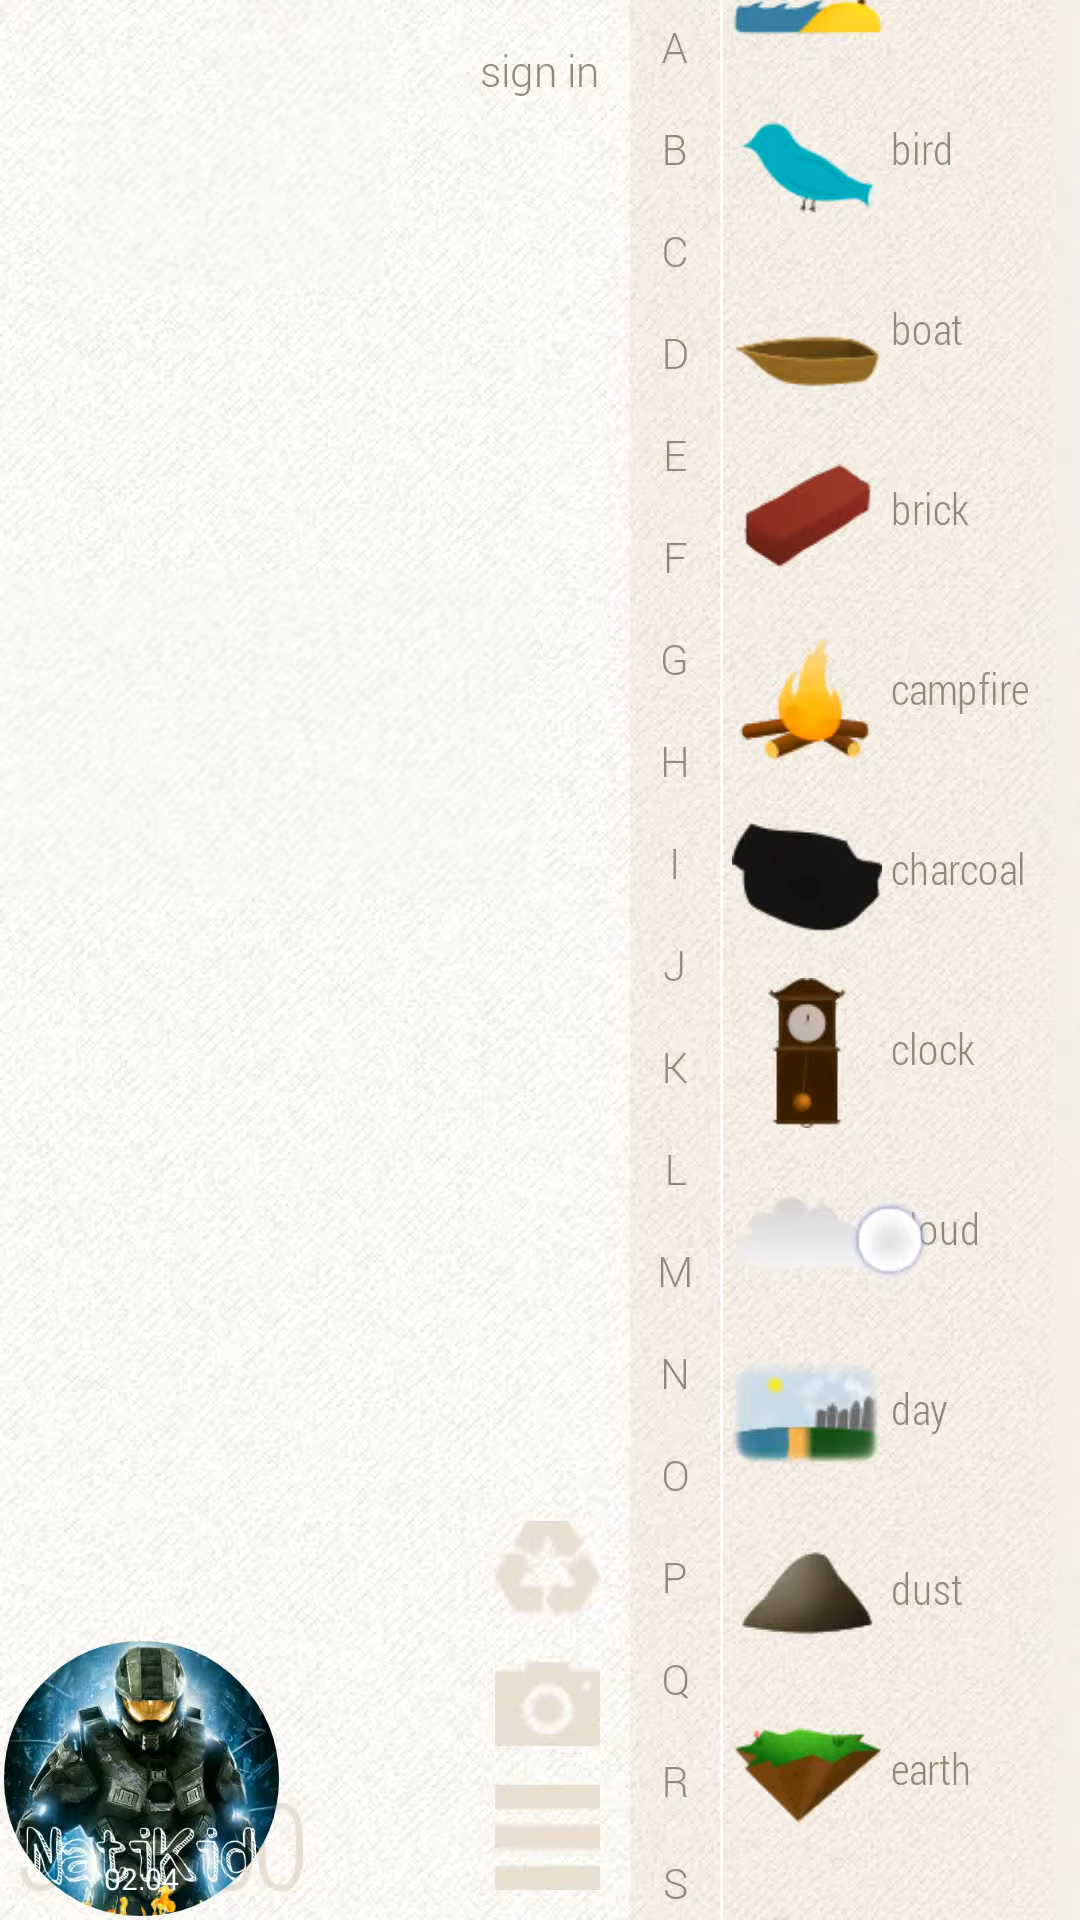 sign in
A
B
C
D
E
F
G
H
I
J
K
L
M
N
O
P
Q
R
S
bird
boat
brick
campfire
charcoal
clock
day
dust
earth
NatiKid
02:04